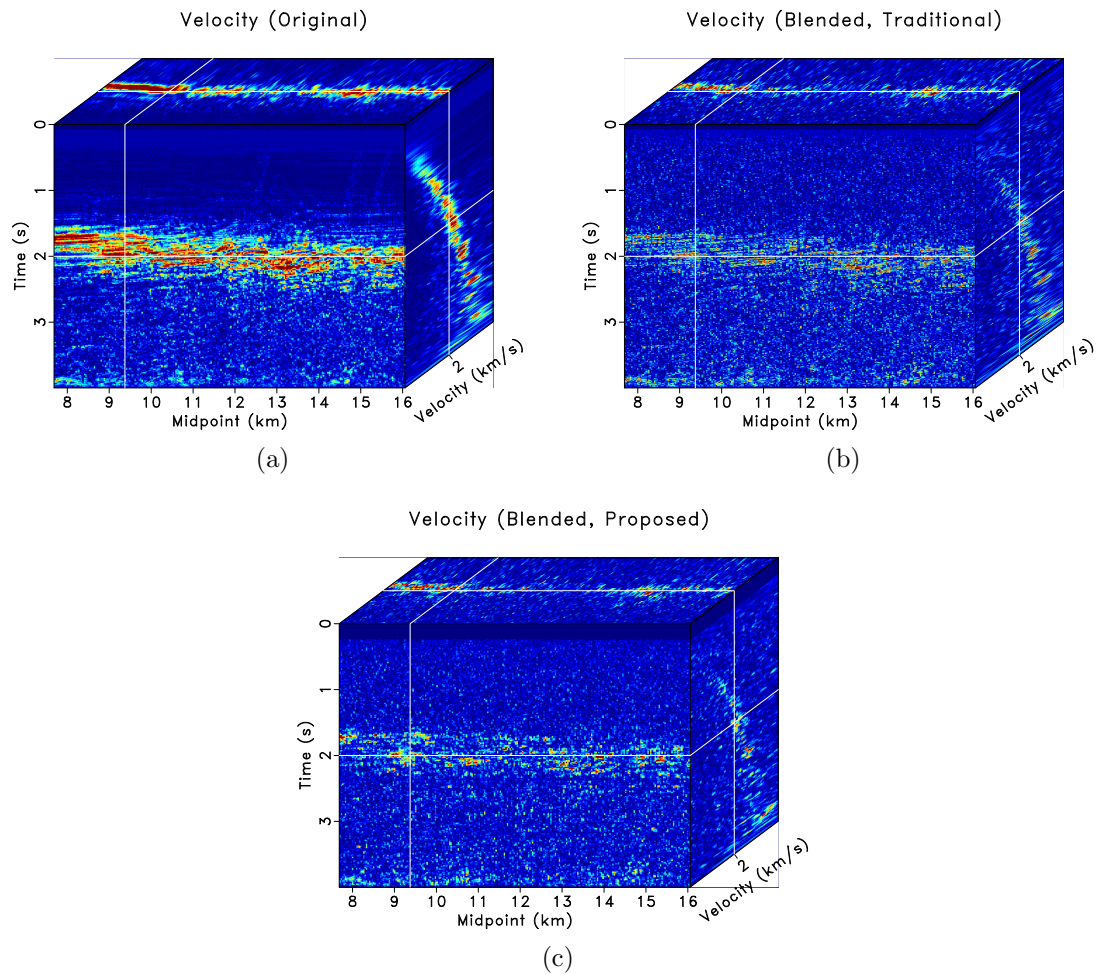 Velocity (Original)
0
1
2
3
Time (s)
8 9 10 11 12 13 14 15 16
Midpoint (km)
2
Velocity (km/s)
(a)
Velocity (Blended, Traditional)
0
1
2
3
Time (s)
8 9 10 11 12 13 14 15 16
Midpoint (km)
2
Velocity (km/s)
(b)
Velocity (Blended, Proposed)
0
1
2
3
Time (s)
8 9 10 11 12 13 14 15 16
Midpoint (km)
2
Velocity (km/s)
(c)